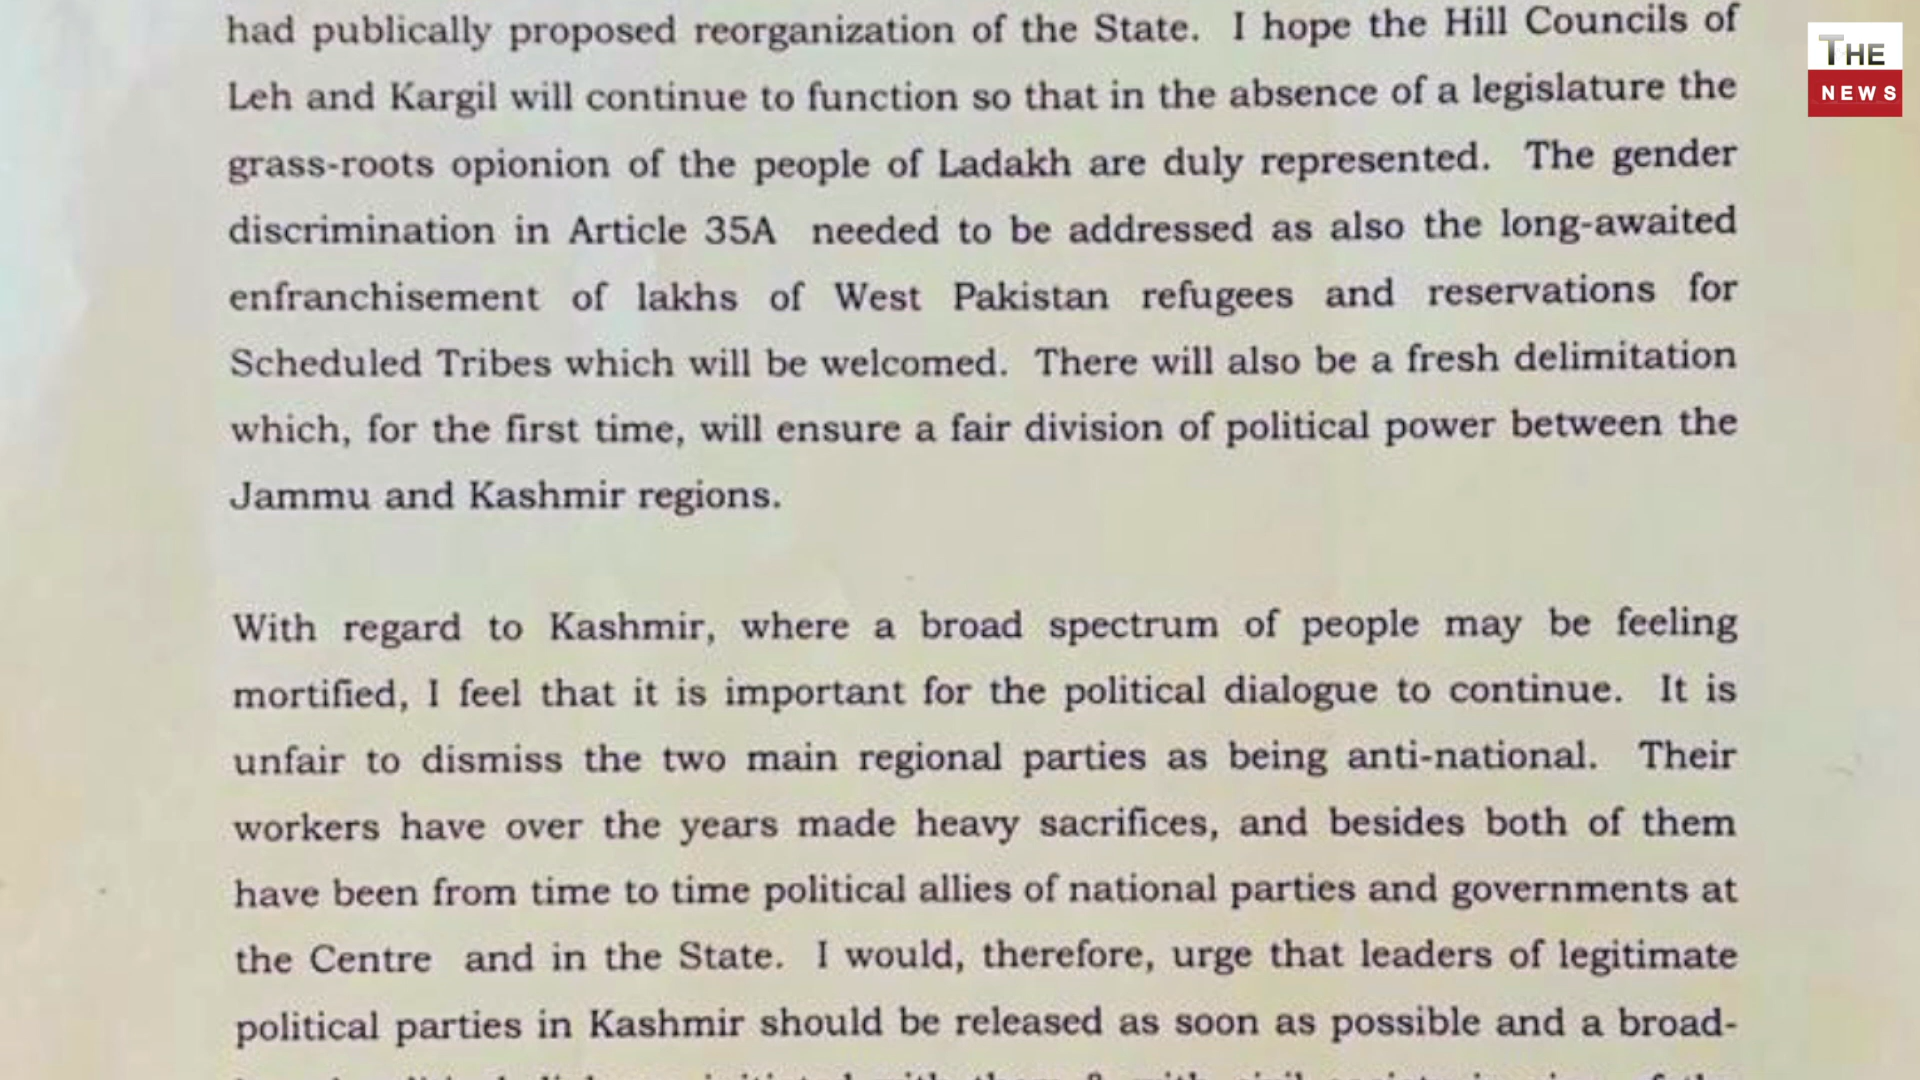 had publically proposed reorganization of the State. I hope the Hill Councils of
Leh and Kargil will continue to function so that in the absence of a legislature the
grass-roots opionion of the people of Ladakh are duly represented. The gender
discrimination in Article 35A needed to be addressed as also the long-awaited
enfranchisement of lakhs of West Pakistan refugees and reservations for
Scheduled Tribes which will be welcomed. There will also be a fresh delimitation
which, for the first time, will ensure a fair division of political power between the
Jammu and Kashmir regions.
With regard to Kashmir, where a broad spectrum of people may be feeling
mortified, I feel that it is important for the political dialogue to continue. It is
unfair to dismiss the two main regional parties as being anti-national. Their
workers have over the years made heavy sacrifices, and besides both of them
have been from time to time political allies of national parties and governments at
the Centre and in the State. I would, therefore, urge that leaders of legitimate
political parties in Kashmir should be released as soon as possible and a broad-
THE
NEWS